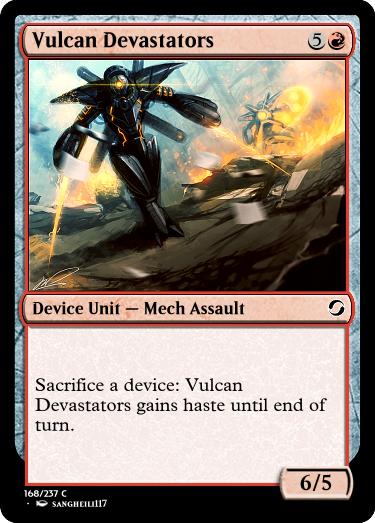 Vulcan Devastators 5
Device Unit — Mech Assault
Sacrifice a device: Vulcan
Devastators gains haste until end of
turn.
6/5
168/237 C
· SANGHEILI117